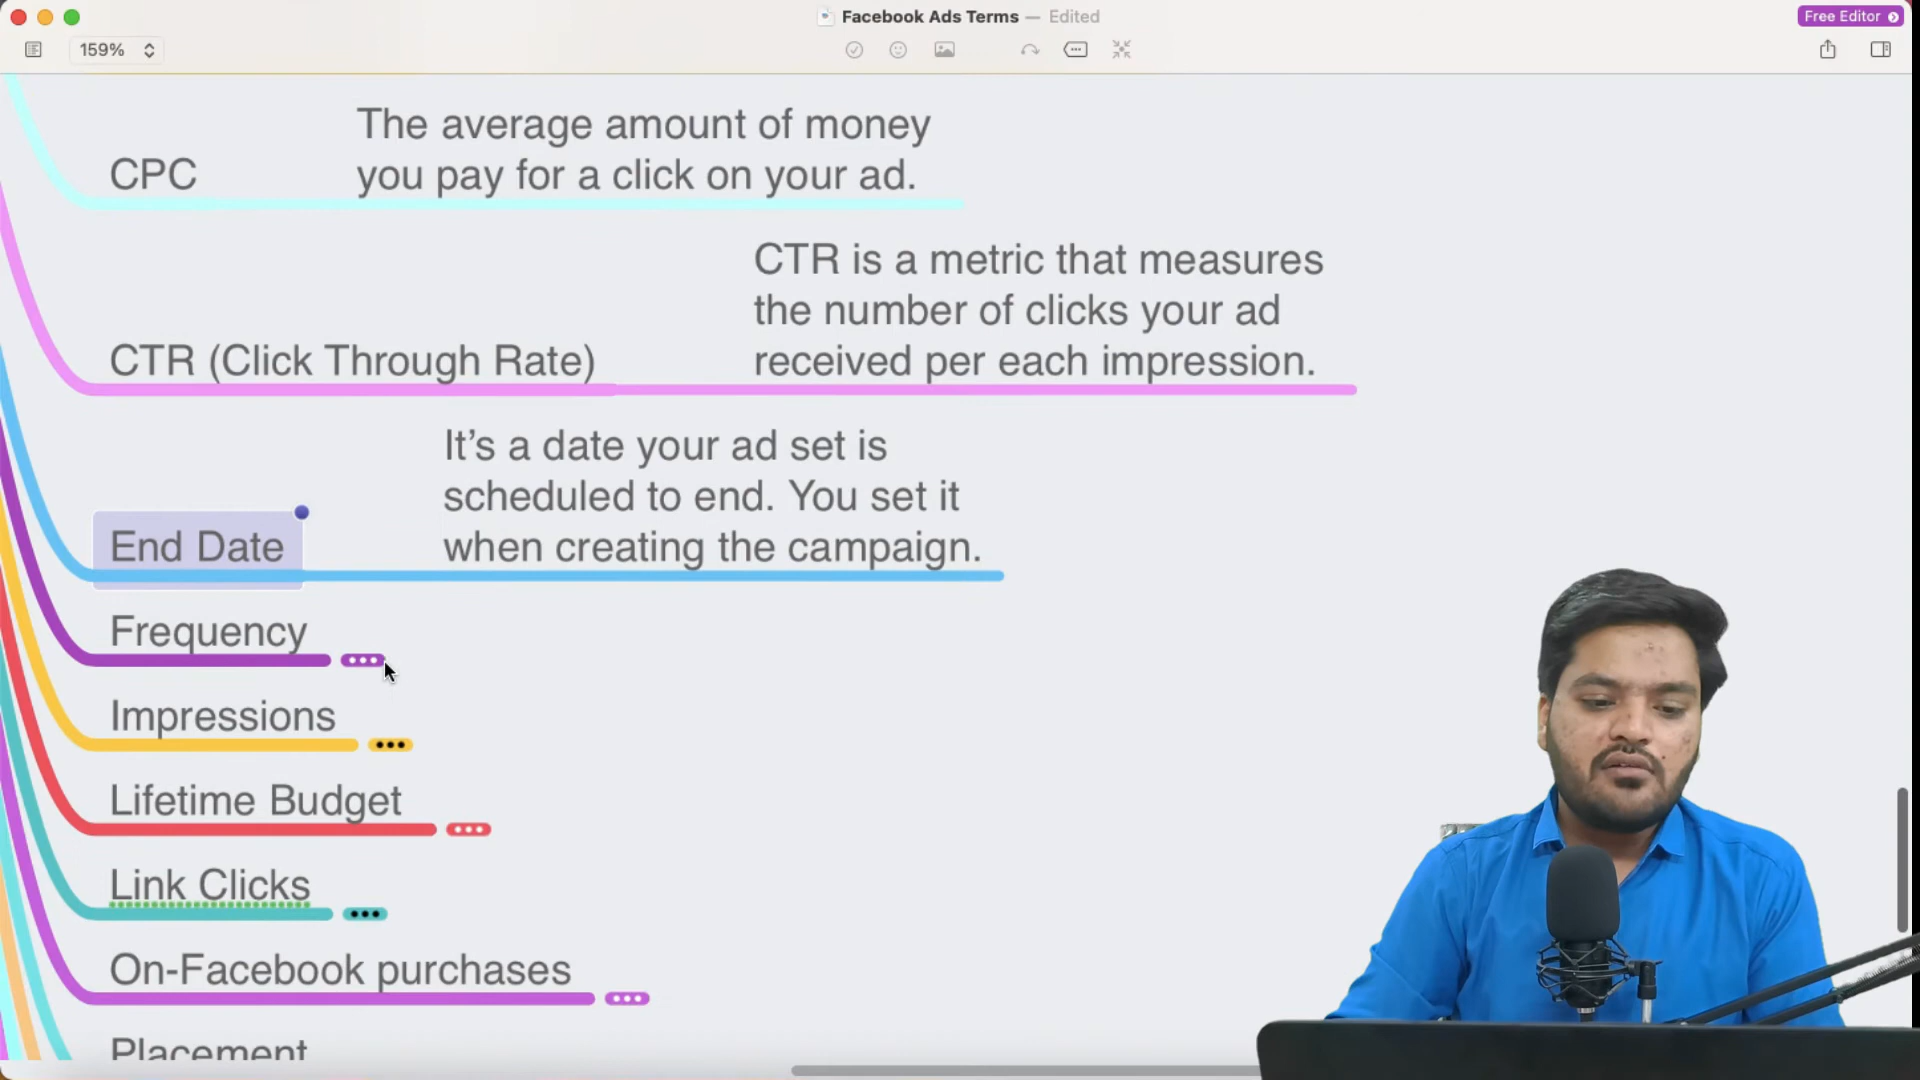 Facebook Ads Terms — Edited
Free Editor
159%
The average amount of money
you pay for a click on your ad.
CPC
CTR is a metric that measures
the number of clicks your ad
received per each impression.
CTR (Click Through Rate)
It’s a date your ad set is
scheduled to end. You set it
when creating the campaign.
End Date
Frequency
Impressions
Lifetime Budget
Link Clicks
On-Facebook purchases
Placement